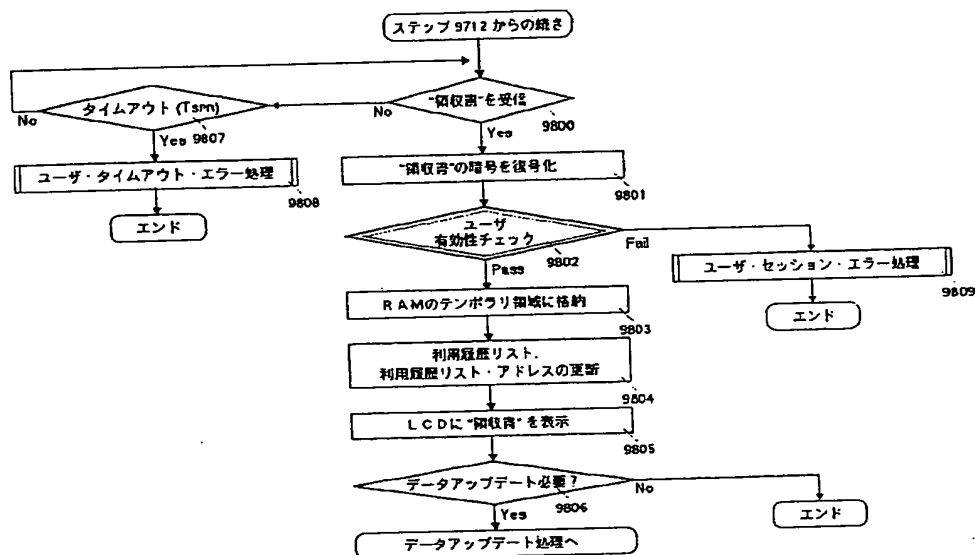 ステップ9712からの続き
"領収書"を受信
9800
No
Yes
タイムアウト
9807
No
Yes
ユーザ・タイムアウト・エラー処理
9808
エンド
"領収書"の暗号を復号化
9801
ユーザ
有効性チェック
9802
Fail
Pass
ユーザ・セッション・エラー処理
9809
エンド
RAMのテンポラリ領域に格納
9803
利用履歴リスト.
利用履歴リスト・アドレスの更新
9804
LCDに"領収書"を表示
9805
データアップデート必要?
9806
No
Yes
エンド
データアップデート処理へ